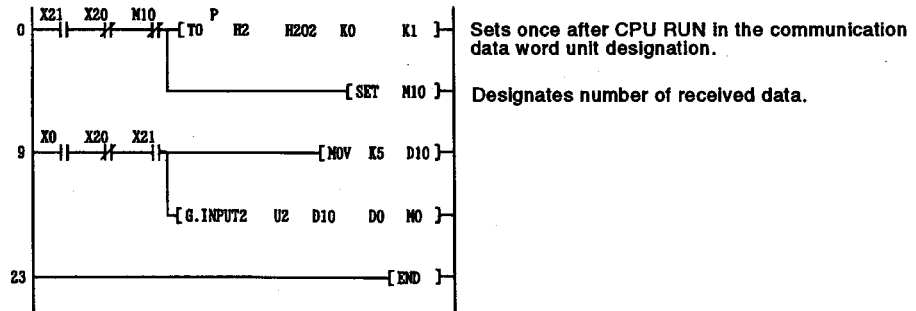 X21 X20 M10
0 TOP H2 H202 K0 K1 Sets once after CPU RUN in the communication
data word unit designation.
SET M10 Designates number of received data.
X0 X20 X21
9 MOV K5 D10
G.INPUT2 U2 D10 D0 M0
23 END